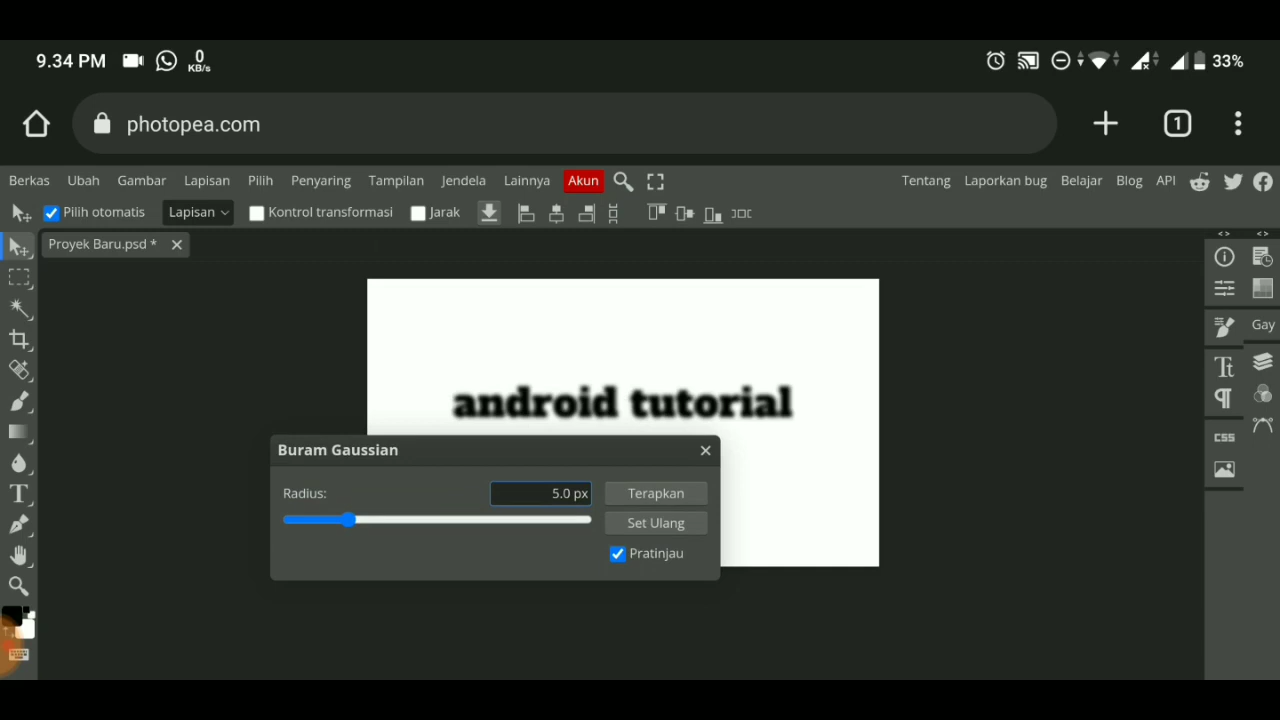 9.34 PM 0 KB/s 33%
photopea.com 1
Berkas Ubah Gambar Lapisan Pilih Penyaring Tampilan Jendela Lainnya Akun Tentang Laporkan bug Belajar Blog API
Pilih otomatis Lapisan Kontrol transformasi Jarak
Proyek Baru.psd *
Gay
android tutorial
Buram Gaussian
Radius: 5.0 px Terapkan
Set Ulang
Pratinjau
CSS